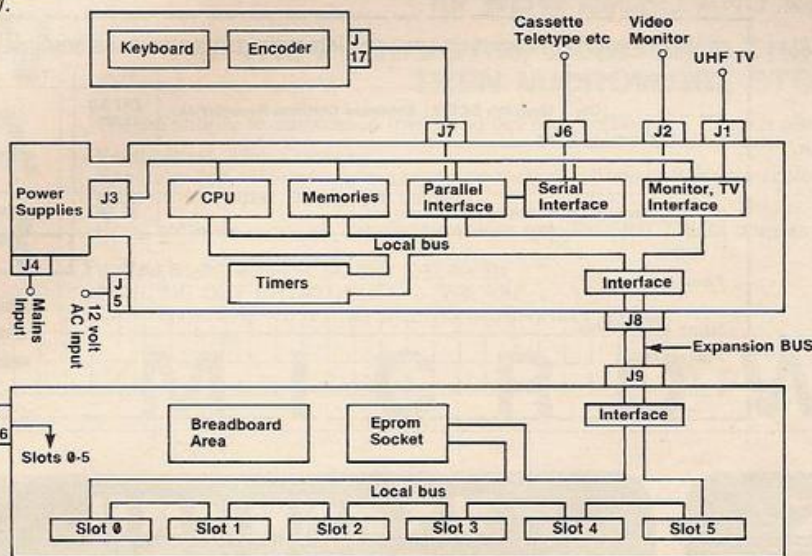 Cassette
Teletype etc
Video
Monitor
UHF TV
Keyboard
Encoder
J
17
J7
J6
J2
J1
Power
Supplies
J3
CPU
Memories
Parallel
Interface
Serial
Interface
Monitor, TV
Interface
Local bus
J4
Mains
Input
J
5
12 volt
AC input
Timers
Interface
J8
Expansion BUS
J9
Interface
6
Slots 0-5
Breadboard
Area
Eprom
Socket
Local bus
Slot 0
Slot 1
Slot 2
Slot 3
Slot 4
Slot 5